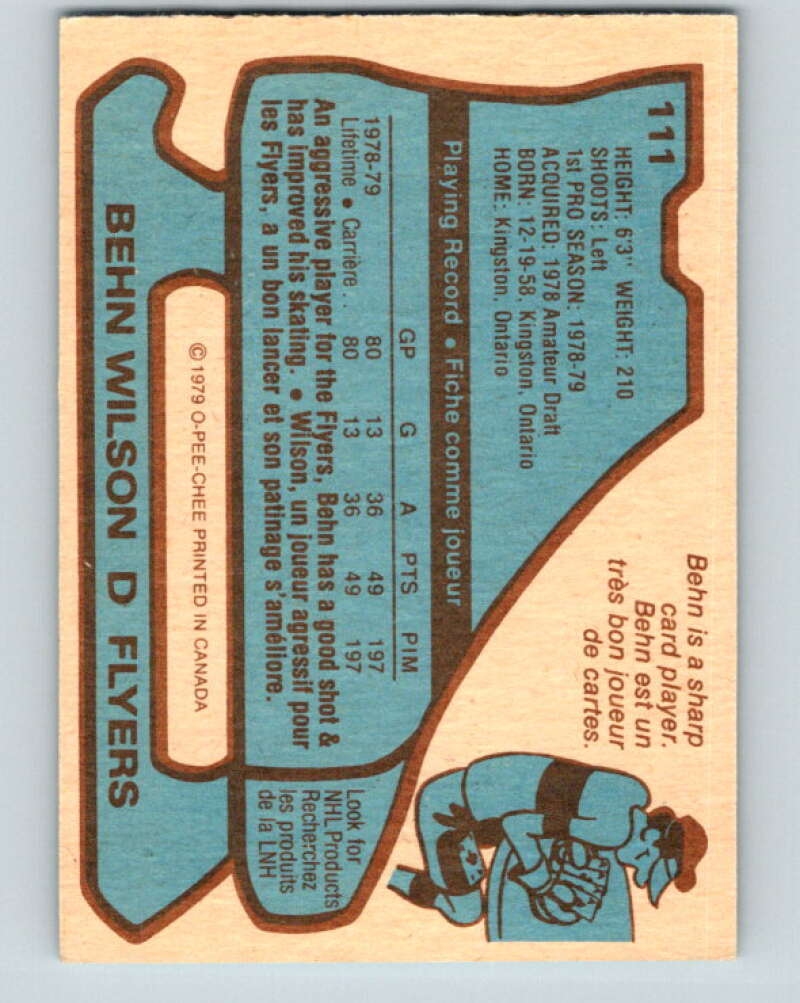 111
HEIGHT: 6'3" WEIGHT: 210
SHOOTS: Left
1st PRO SEASON: 1978-79
ACQUIRED: 1978 Amateur Draft
BORN: 12-19-58, Kingston, Ontario
HOME: Kingston, Ontario
Behn is a sharp
card player.
Behn est un
très bon joueur
de cartes.
Playing Record • Fiche comme joueur
GP G A PTS PIM
1978-79 80 13 36 49 197
Lifetime • Carrière . . 80 13 36 49 197
An aggressive player for the Flyers, Behn has a good shot &
has improved his skating. • Wilson, un joueur agressif pour
les Flyers, a un bon lancer et son patinage s'améliore.
Look for
NHL Products
Recherchez
les produits
de la LNH
©1979 O-PEE-CHEE PRINTED IN CANADA
BEHN WILSON D FLYERS